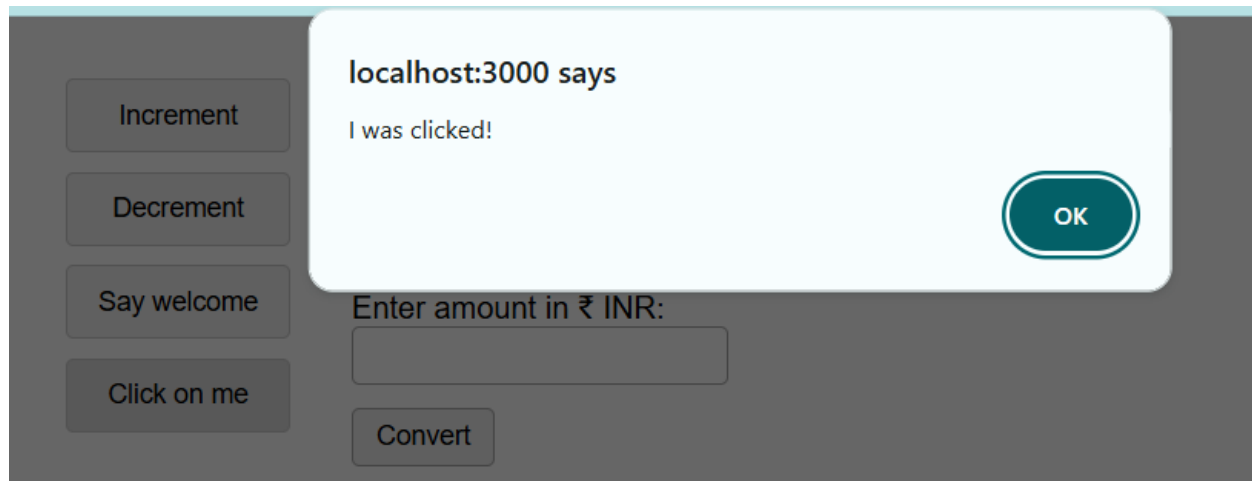 localhost:3000 says
I was clicked!
OK
Increment
Decrement
Say welcome
Click on me
Enter amount in ₹ INR:
Convert